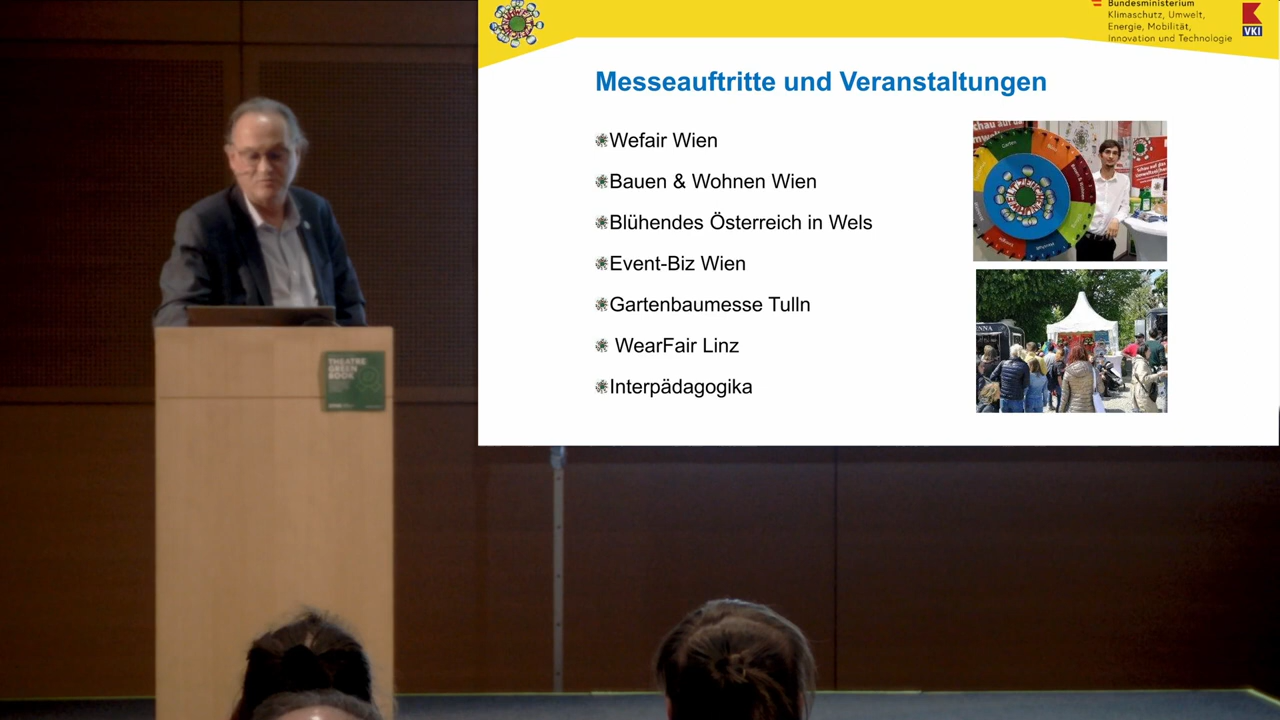 Bundesministerium
Klimaschutz, Umwelt,
Energie, Mobilität,
Innovation und Technologie
VKI
Messeauftritte und Veranstaltungen
Wefair Wien
Bauen & Wohnen Wien
Blühendes Österreich in Wels
Event-Biz Wien
Gartenbaumesse Tulln
WearFair Linz
Interpädagogika
THEATRE
GREEN
BOOK